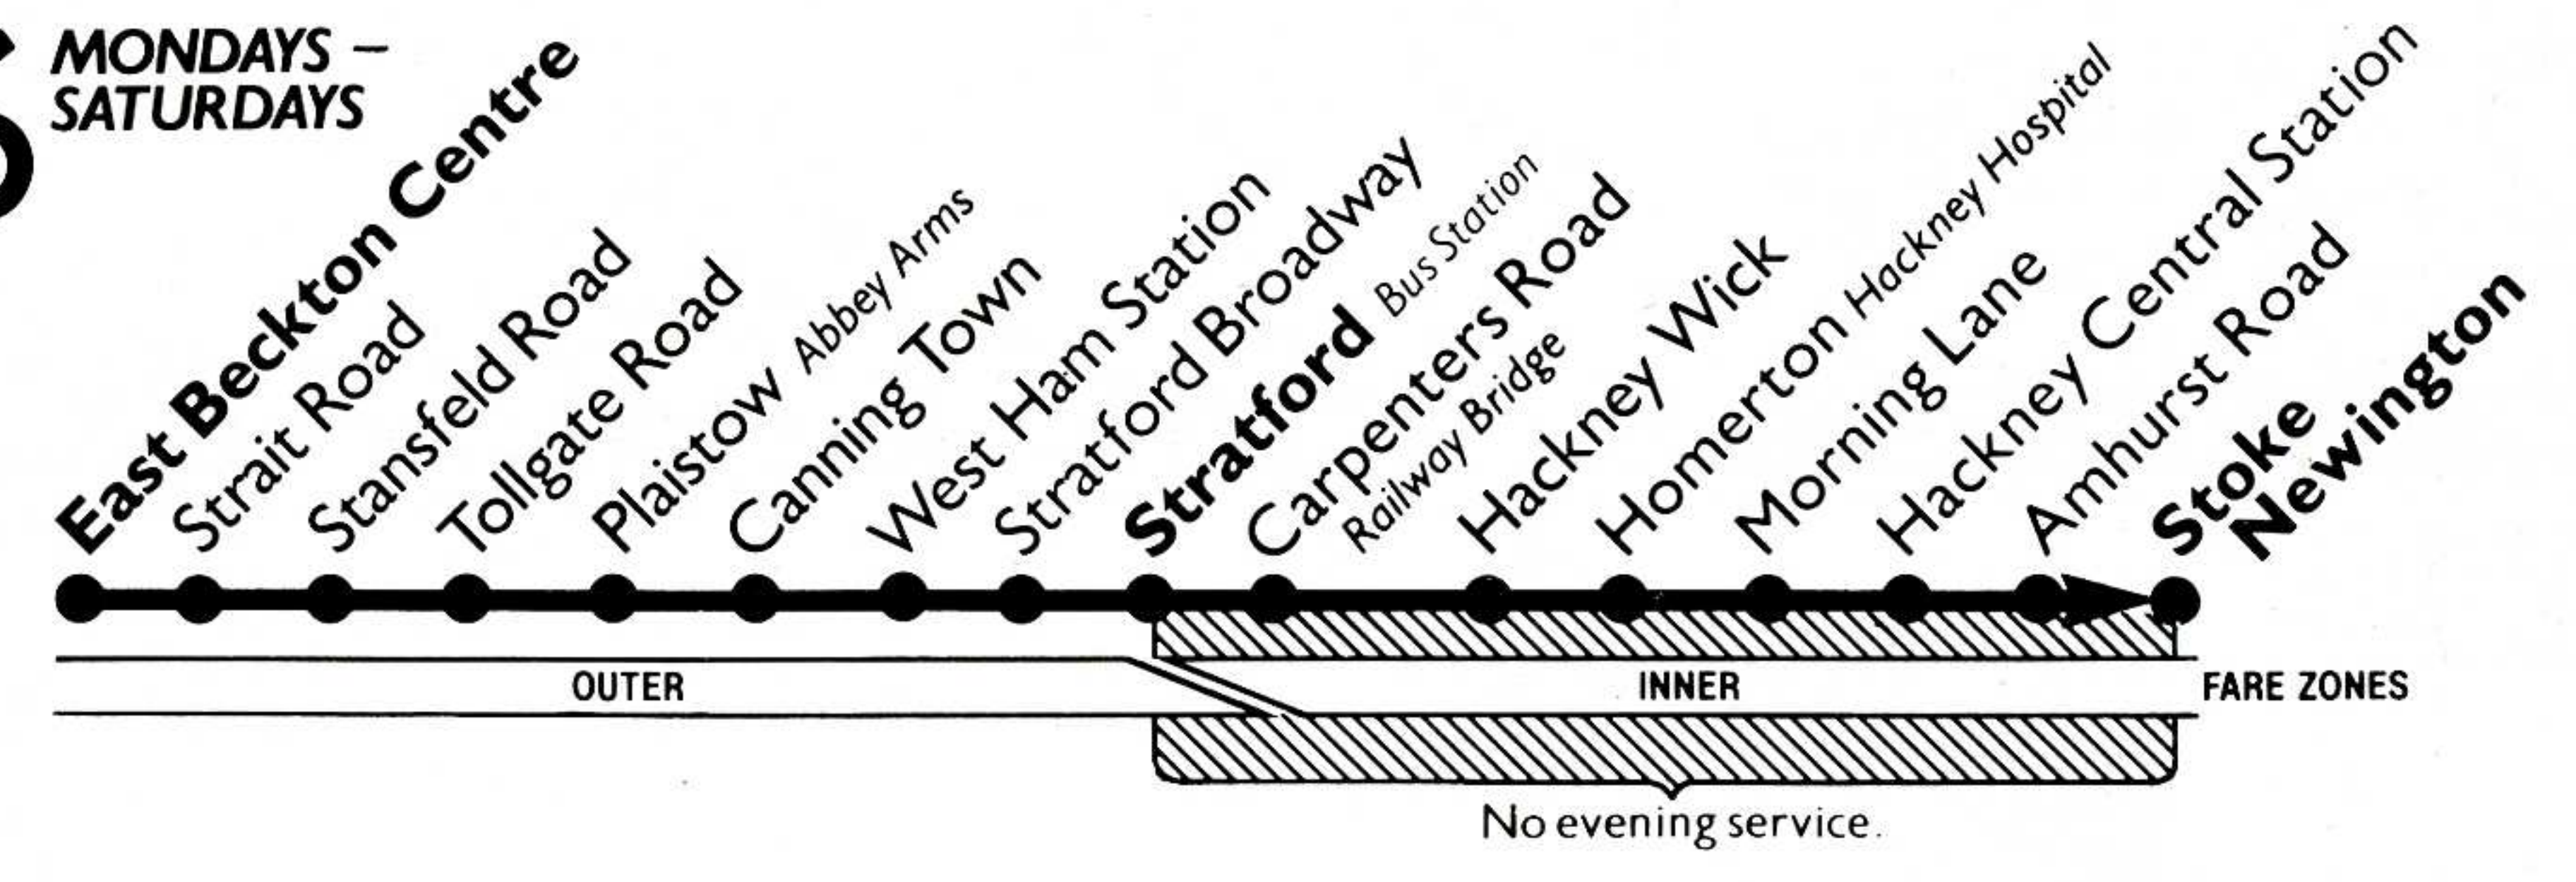 MONDAYS –
SATURDAYS
East Beckton Centre
Strait Road
Stansfeld Road
Tollgate Road
Plaistow Abbey Arms
Canning Town
West Ham Station
Stratford Broadway
Stratford Bus Station
Carpenters Road
Railway Bridge
Hackney Wick
Homerton Hackney Hospital
Morning Lane
Hackney Central Station
Amhurst Road
Stoke
Newington
OUTER
INNER
FARE ZONES
No evening service.